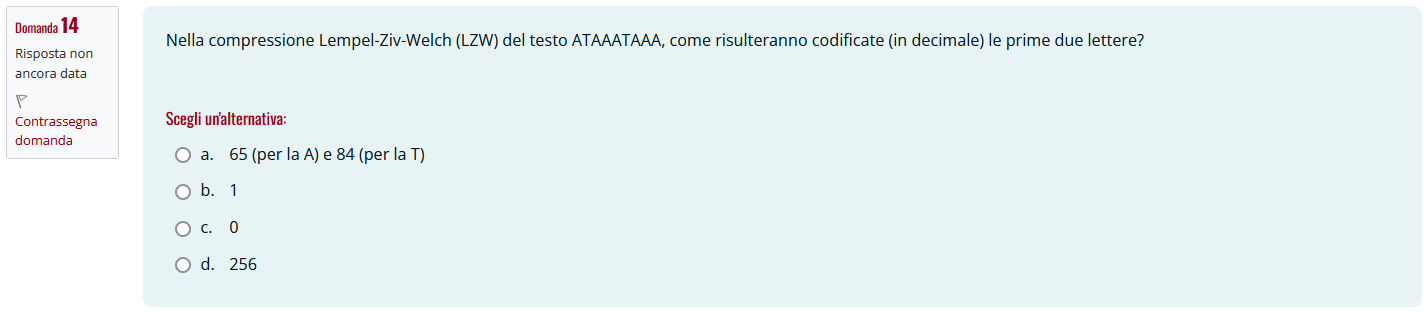 Domanda 14
Risposta non
ancora data
Contrassegna
domanda
Nella compressione Lempel-Ziv-Welch (LZW) del testo ATAAATAAA, come risulteranno codificate (in decimale) le prime due lettere?
Scegli un'alternativa:
a. 65 (per la A) e 84 (per la T)
b. 1
c. 0
d. 256